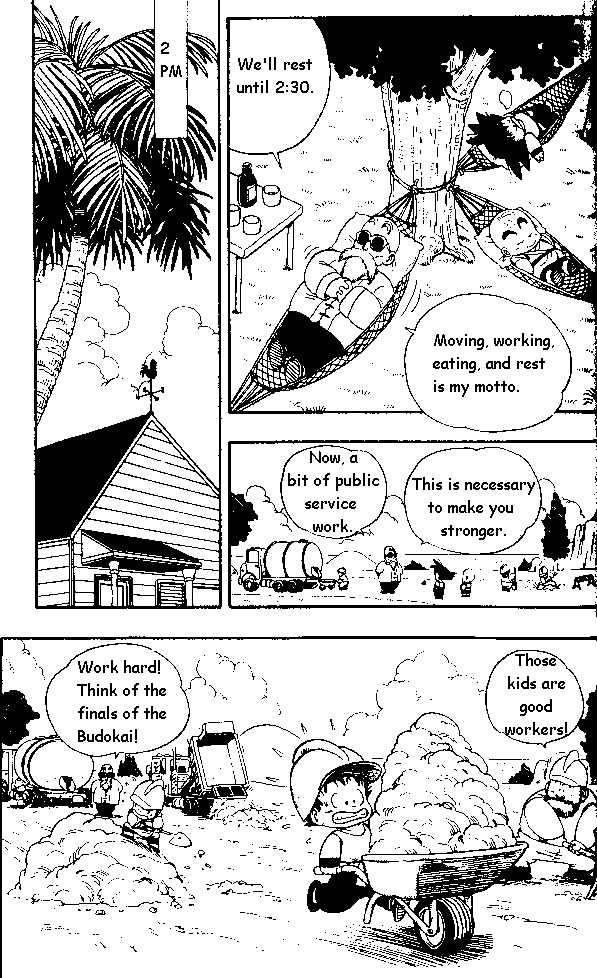 2
PM
We'll rest
until 2:30.
Moving, working,
eating, and rest
is my motto.
Now, a
bit of public
service
work.
This is necessary
to make you
stronger.
Work hard!
Think of the
finals of the
Budokai!
Those
kids are
good
workers!